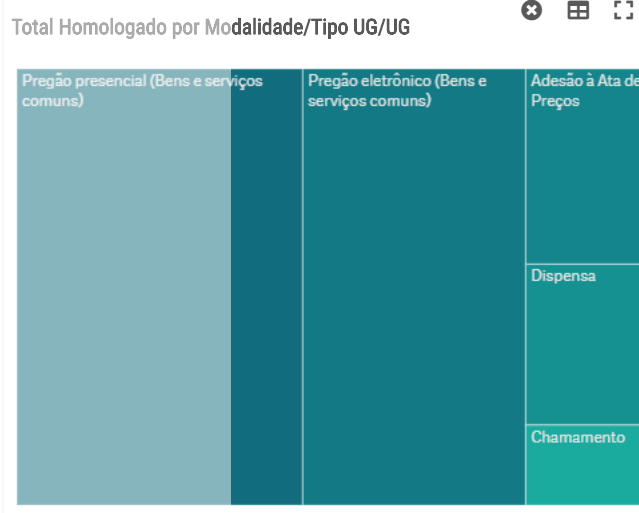 Total Homologado por Modalidade/Tipo UG/UG
Pregão presencial (Bens e serviços
comuns)
Pregão eletrônico (Bens e
serviços comuns)
Adesão à Ata de
Preços
Dispensa
Chamamento